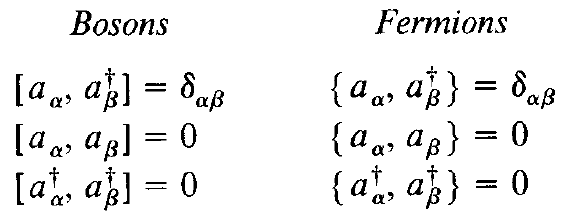 Bosons Fermions
[a_α, a_β†] = δ_αβ {a_α, a_β†} = δ_αβ
[a_α, a_β] = 0 {a_α, a_β} = 0
[a_α†, a_β†] = 0 {a_α†, a_β†} = 0